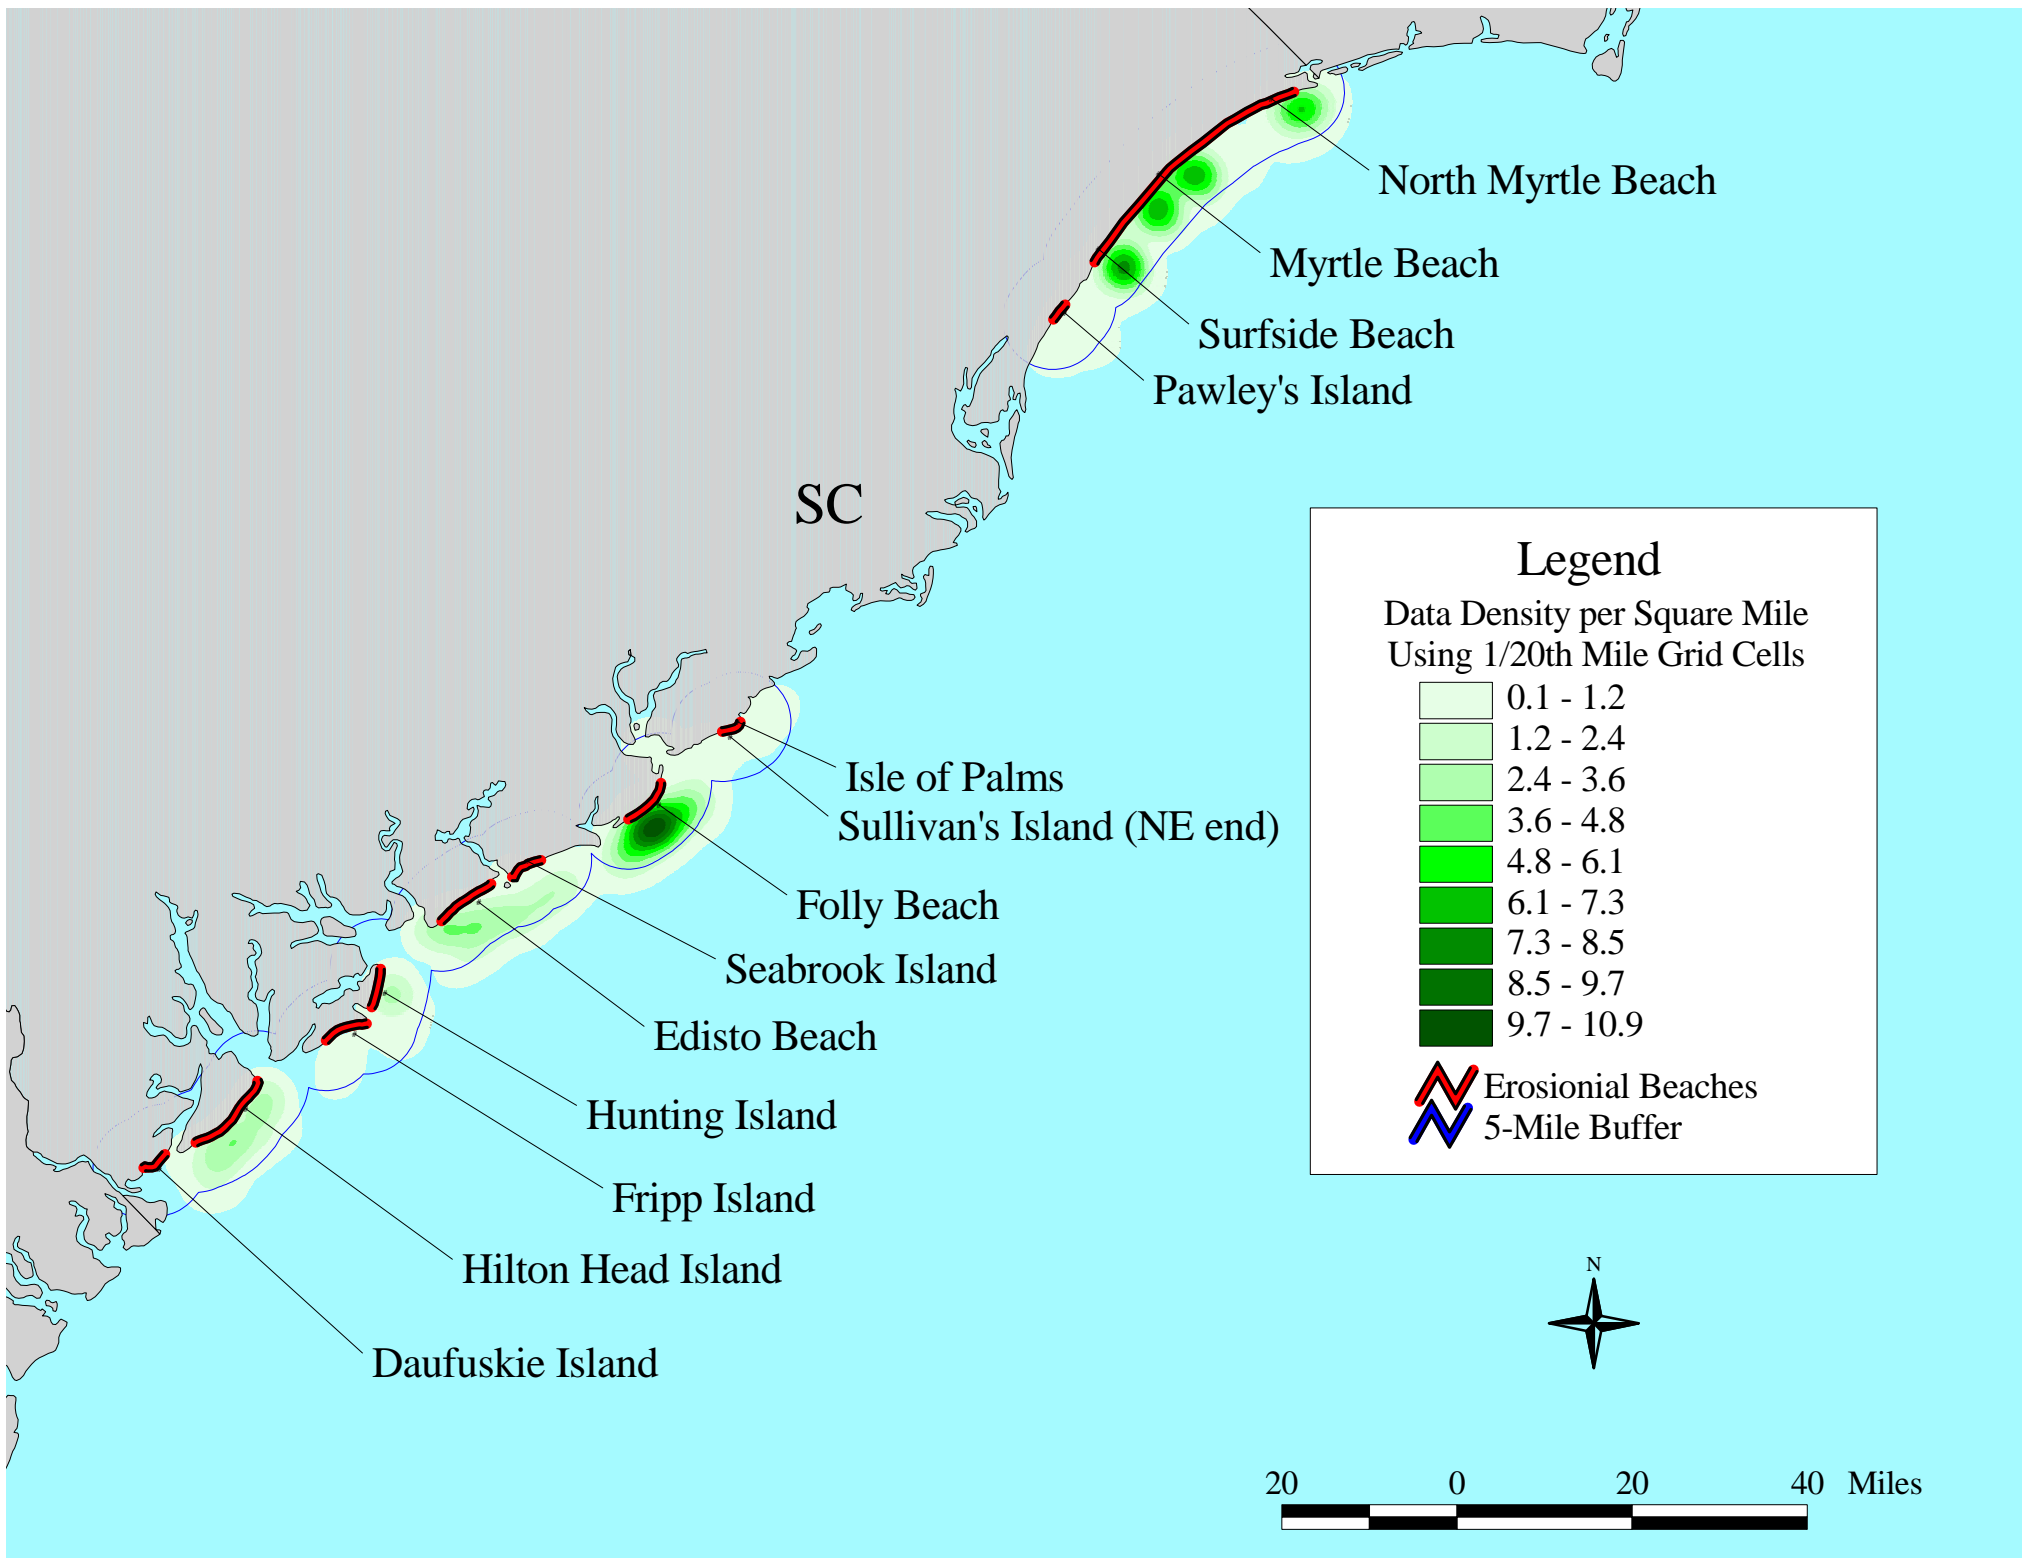 North Myrtle Beach
Myrtle Beach
Surfside Beach
Pawley's Island
SC
Isle of Palms
Sullivan's Island (NE end)
Folly Beach
Seabrook Island
Edisto Beach
Hunting Island
Fripp Island
Hilton Head Island
Daufuskie Island
Legend
Data Density per Square Mile
Using 1/20th Mile Grid Cells
0.1 - 1.2
1.2 - 2.4
2.4 - 3.6
3.6 - 4.8
4.8 - 6.1
6.1 - 7.3
7.3 - 8.5
8.5 - 9.7
9.7 - 10.9
Erosionial Beaches
5-Mile Buffer
N
20 0 20 40 Miles